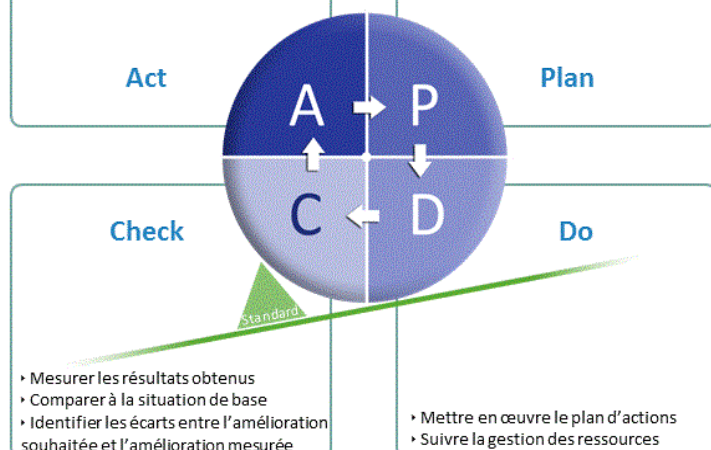 Act
Plan
A
P
C
D
Check
Do
Standard
‣ Mesurer les résultats obtenus
‣ Comparer à la situation de base
‣ Identifier les écarts entre l’amélioration
souhaitée et l’amélioration mesurée
‣ Mettre en œuvre le plan d’actions
‣ Suivre la gestion des ressources